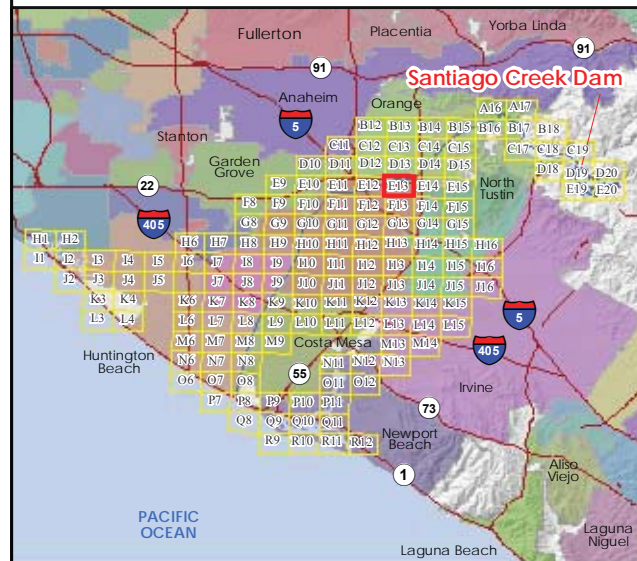 Yorba Linda
Fullerton
Placentia
91
91
Santiago Creek Dam
Anaheim
Orange
A16 A17
5
B12 B13 B14 B15 B16 B17 B18
Stanton
C11 C12 C13 C14 C15 C17 C18 C19
Garden
Grove
D10 D11 D12 D13 D14 D15 D18 D19 D20
22
E9 E10 E11 E12 E13 E14 E15 E19 E20
North
Tustin
F8 F9 F10 F11 F12 F13 F14 F15
405
G8 G9 G10 G11 G12 G13 G14 G15
H1 H2 H6 H7 H8 H9 H10 H11 H12 H13 H14 H15 H16
I1 I2 I3 I4 I5 I6 I7 I8 I9 I10 I11 I12 I13 I14 I15 I16
J2 J3 J4 J5 J7 J8 J9 J10 J11 J12 J13 J14 J15 J16
K3 K4 K6 K7 K8 K9 K10 K11 K12 K13 K14 K15
5
L3 L4 L6 L7 L8 L9 L10 L11 L12 L13 L14 L15
M6 M7 M8 M9 Costa Mesa M13 M14
405
Huntington
Beach
N6 N7 N8 N11 N12 N13
55
Irvine
O6 O7 O8 O11 O12
P7 P8 P9 P10 P11
73
Q8 Q9 Q10 Q11
Newport
Beach
R9 R10 R11 R12
1
Aliso
Viejo
PACIFIC
OCEAN
Laguna
Niguel
Laguna Beach